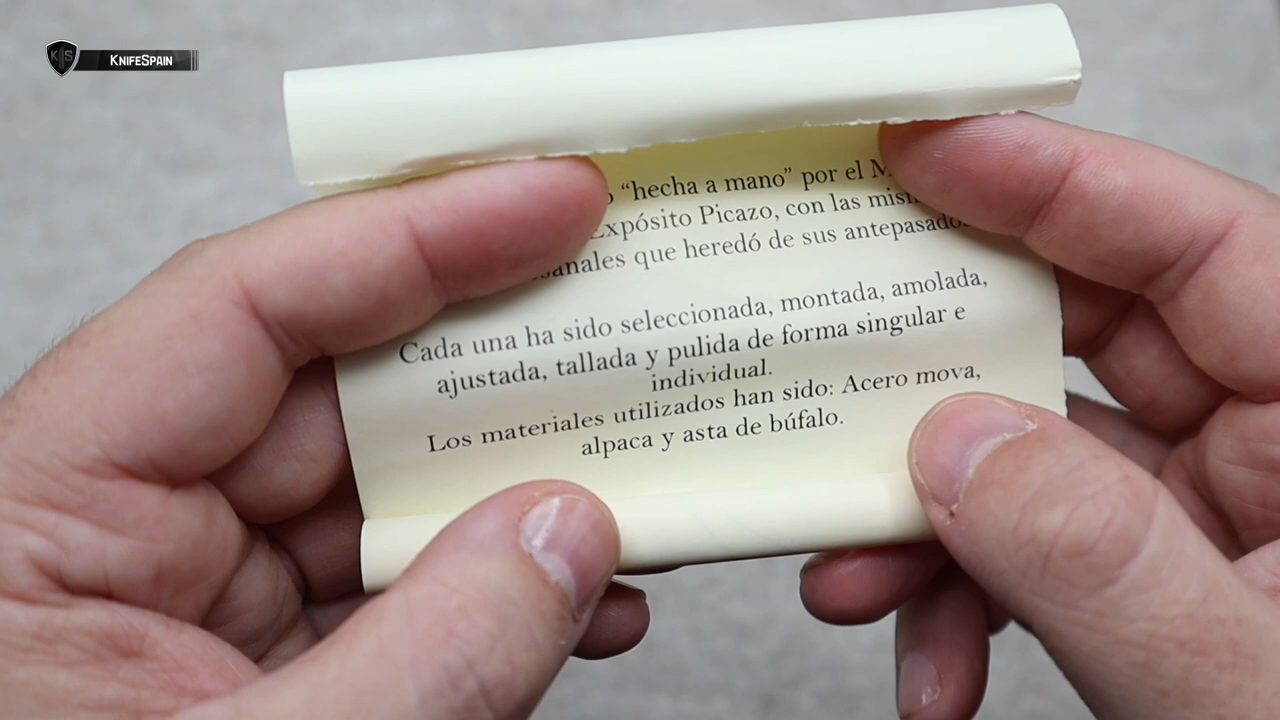 KS
KNIFESPAIN
“hecha a mano” por el
Expósito Picazo, con las
que heredó de sus
Cada una ha sido seleccionada, montada, amolada,
ajustada, tallada y pulida de forma singular e
individual.
Los materiales utilizados han sido: Acero mova,
alpaca y asta de búfalo.